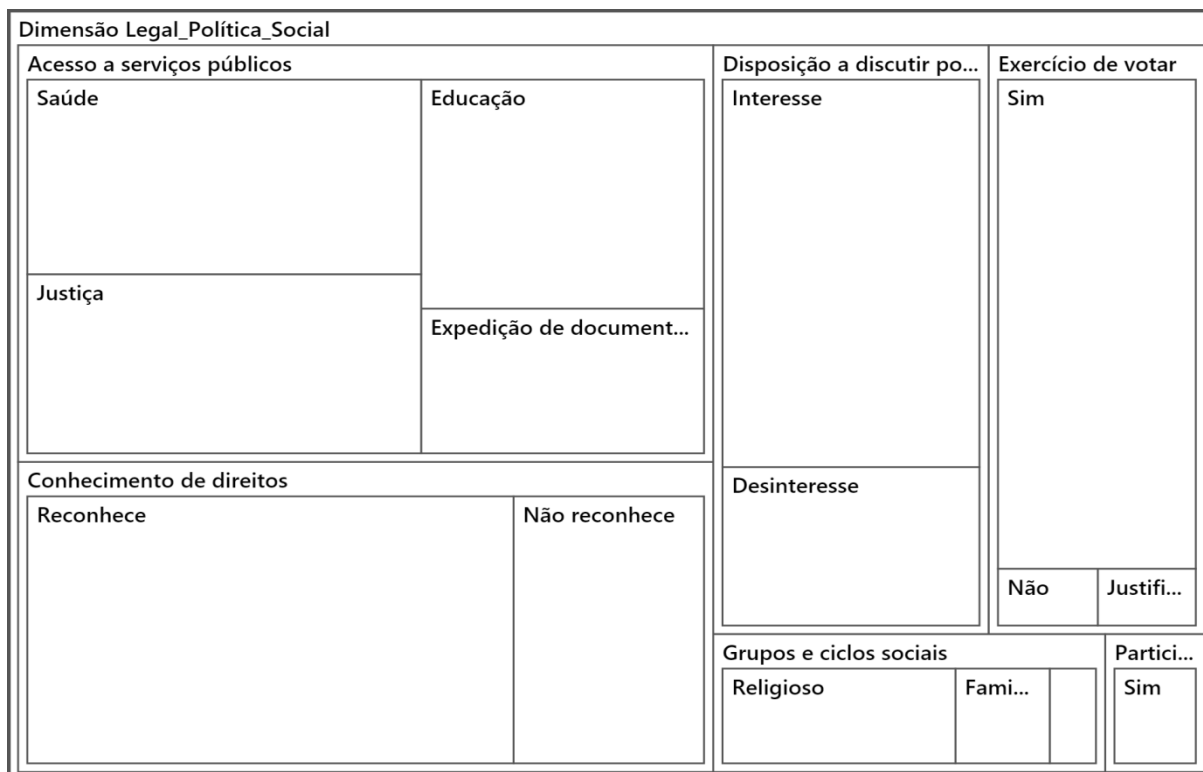 Dimensão Legal_Política_Social
Acesso a serviços públicos
Saúde
Educação
Justiça
Expedição de document...
Conhecimento de direitos
Reconhece
Não reconhece
Disposição a discutir po...
Interesse
Desinteresse
Exercício de votar
Sim
Não
Justifi...
Grupos e ciclos sociais
Religioso
Fami...
Partici...
Sim